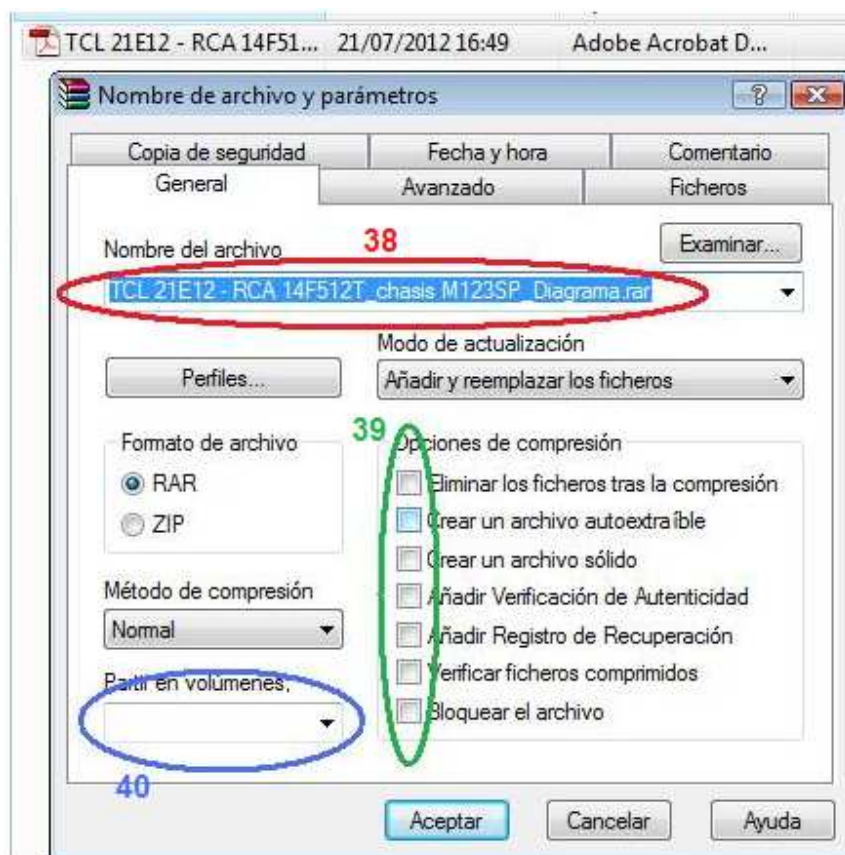 TCL 21E12 - RCA 14F51... 21/07/2012 16:49 Adobe Acrobat D...
Nombre de archivo y parámetros
Copia de seguridad Fecha y hora Comentario
General Avanzado Ficheros
Nombre del archivo 38 Examinar...
TCL 21E12 - RCA 14F512T_chasis M123SP_Diagrama.rar
Modo de actualización
Perfiles... Añadir y reemplazar los ficheros
39
Formato de archivo Opciones de compresión
RAR Eliminar los ficheros tras la compresión
ZIP Crear un archivo autoextraíble
Crear un archivo sólido
Método de compresión Añadir Verificación de Autenticidad
Normal Añadir Registro de Recuperación
Partir en volúmenes, Verificar ficheros comprimidos
Bloquear el archivo
40
Aceptar Cancelar Ayuda